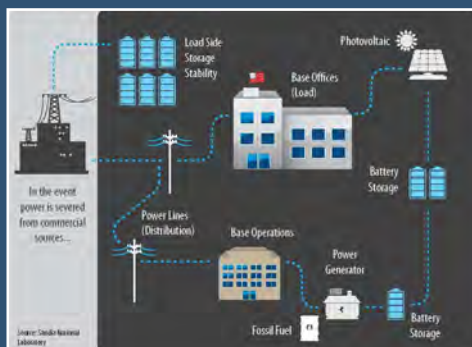 Load Side
Storage
Stability
Photovoltaic
Base Offices
(Load)
In the event
power is severed
from commercial
sources...
Battery
Storage
Power Lines
(Distribution)
Base Operations
Power
Generator
Fossil Fuel
Battery
Storage
Source: Sandia National
Laboratory